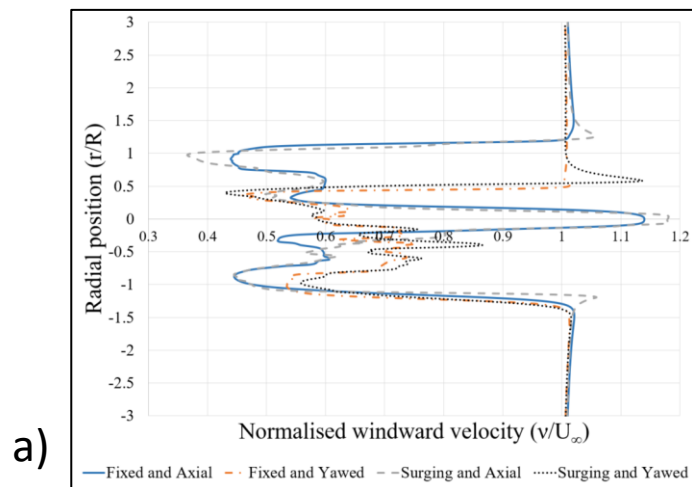 a)
3
2.5
2
1.5
1
0.5
0
-0.5
-1
-1.5
-2
-2.5
-3
Radial position (r/R)
0.3 0.4 0.5 0.6 0.7 0.8 0.9 1 1.1 1.2
Normalised windward velocity (v/U∞)
Fixed and Axial Fixed and Yawed Surging and Axial Surging and Yawed